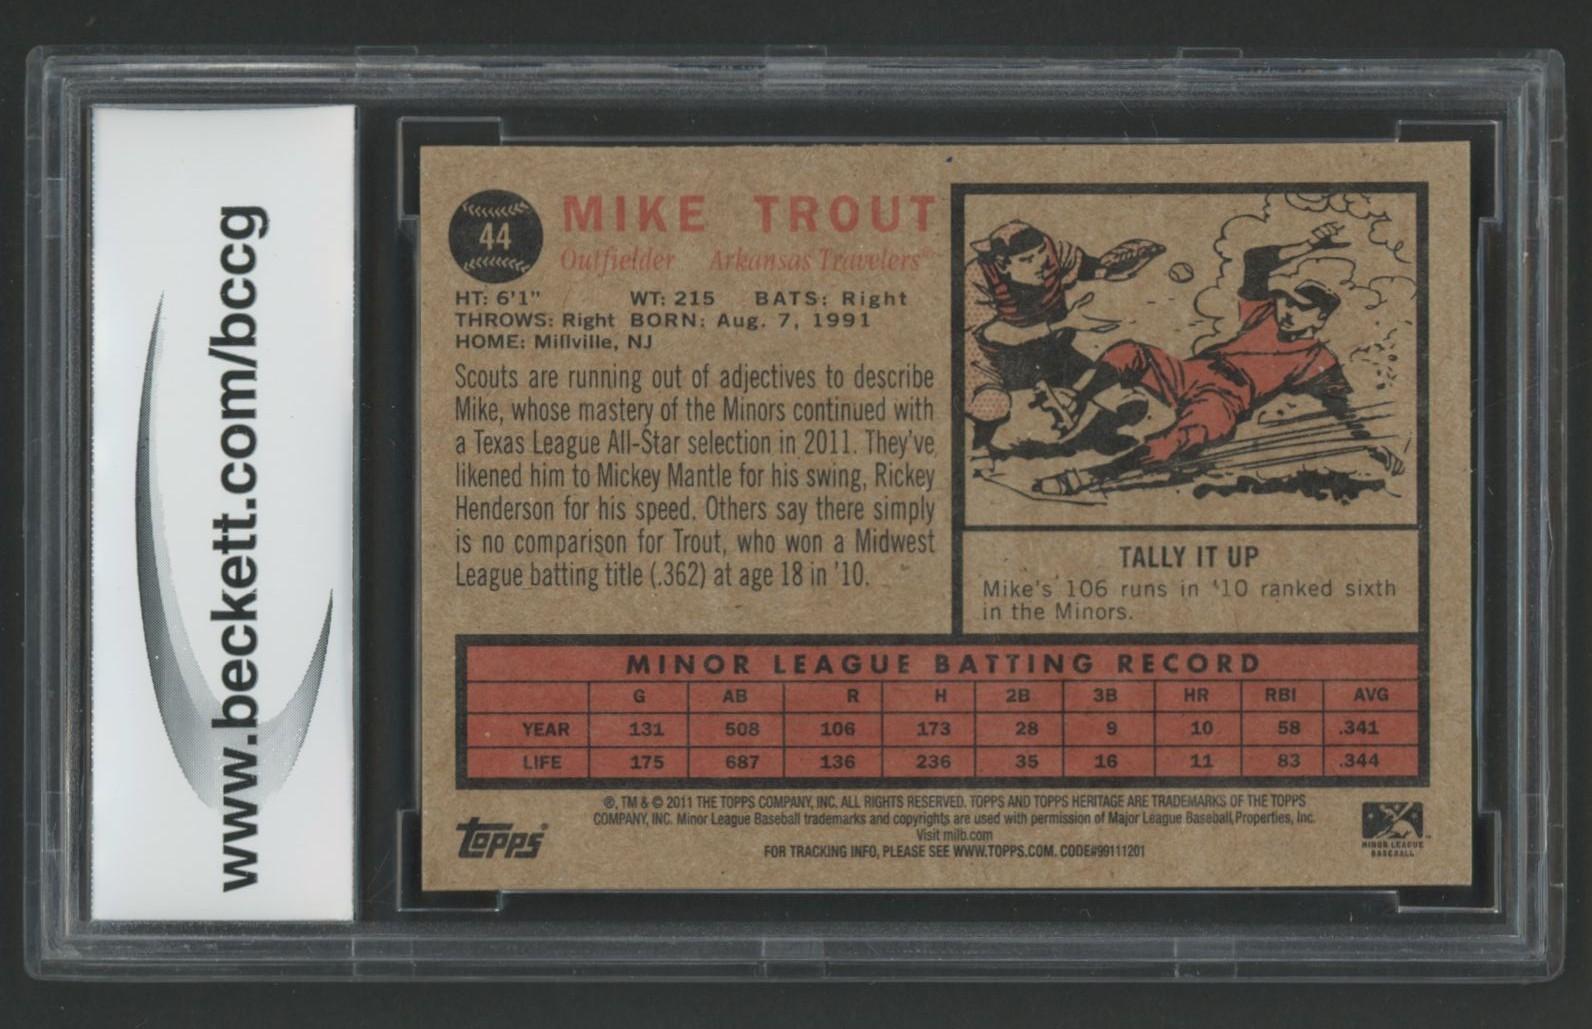 www.beckett.com/bccg
44
MIKE TROUT
Outfielder Arkansas Travelers®
HT: 6'1" WT: 215 BATS: Right
THROWS: Right BORN: Aug. 7, 1991
HOME: Millville, NJ
Scouts are running out of adjectives to describe
Mike, whose mastery of the Minors continued with
a Texas League All-Star selection in 2011. They've
likened him to Mickey Mantle for his swing, Rickey
Henderson for his speed. Others say there simply
is no comparison for Trout, who won a Midwest
League batting title (.362) at age 18 in '10.
TALLY IT UP
Mike's 106 runs in '10 ranked sixth
in the Minors.
MINOR LEAGUE BATTING RECORD
G AB R H 2B 3B HR RBI AVG
YEAR 131 508 106 173 28 9 10 58 .341
LIFE 175 687 136 236 35 16 11 83 .344
®, TM & © 2011 THE TOPPS COMPANY, INC. ALL RIGHTS RESERVED. TOPPS AND TOPPS HERITAGE ARE TRADEMARKS OF THE TOPPS
COMPANY, INC. Minor League Baseball trademarks and copyrights are used with permission of Major League Baseball Properties, Inc.
Visit milb.com
FOR TRACKING INFO, PLEASE SEE WWW.TOPPS.COM. CODE#99111201
topps®
MINOR LEAGUE
BASEBALL